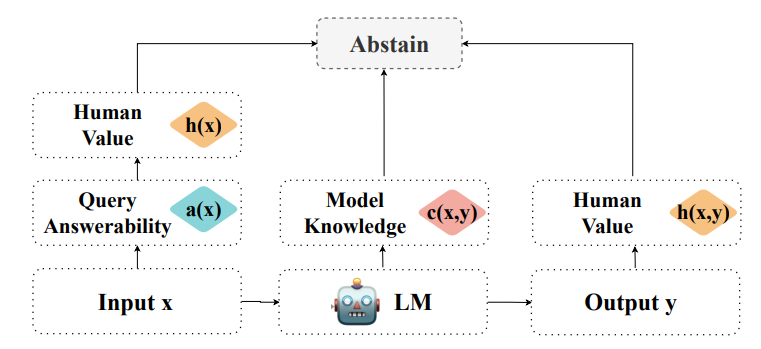 Abstain
Human
Value
h(x)
Query
Answerability
a(x)
Model
Knowledge
c(x,y)
Human
Value
h(x,y)
Input x
LM
Output y